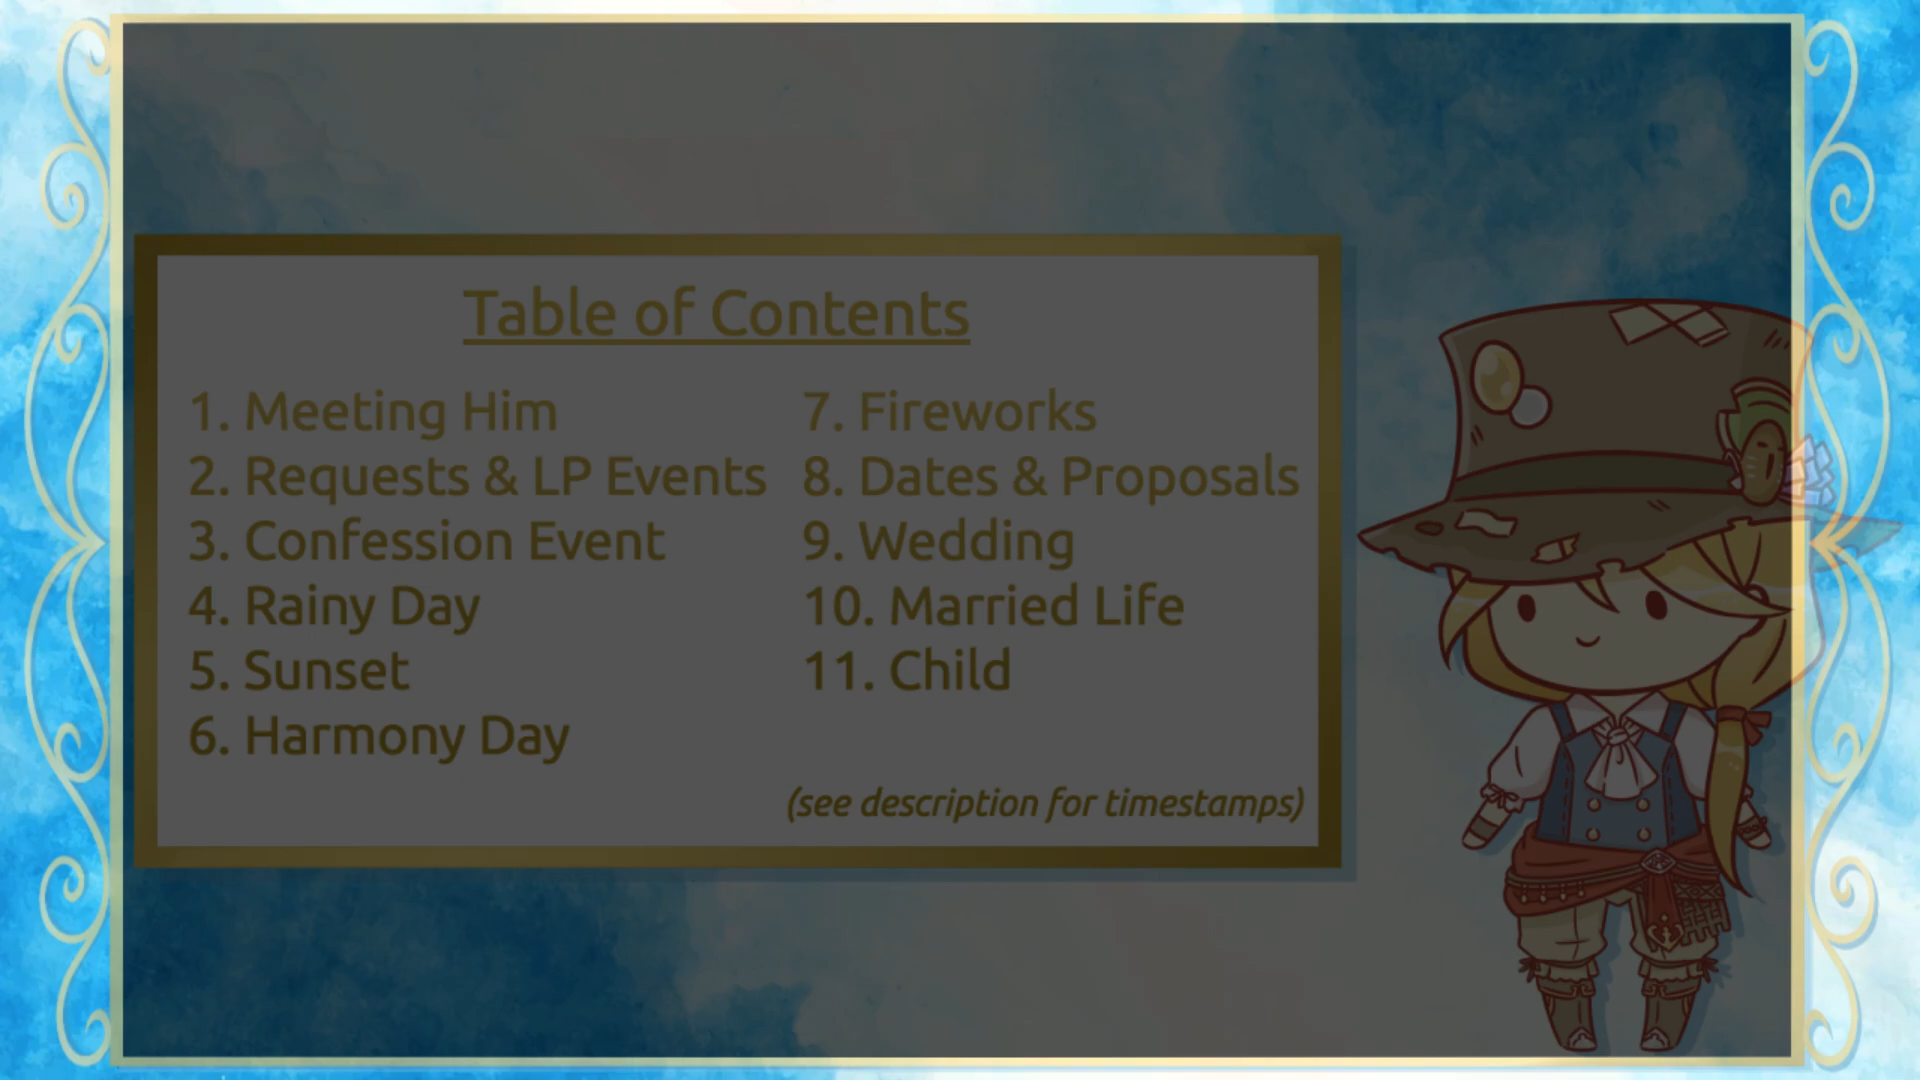 Table of Contents
1. Meeting Him
2. Requests & LP Events
3. Confession Event
4. Rainy Day
5. Sunset
6. Harmony Day
7. Fireworks
8. Dates & Proposals
9. Wedding
10. Married Life
11. Child
(see description for timestamps)